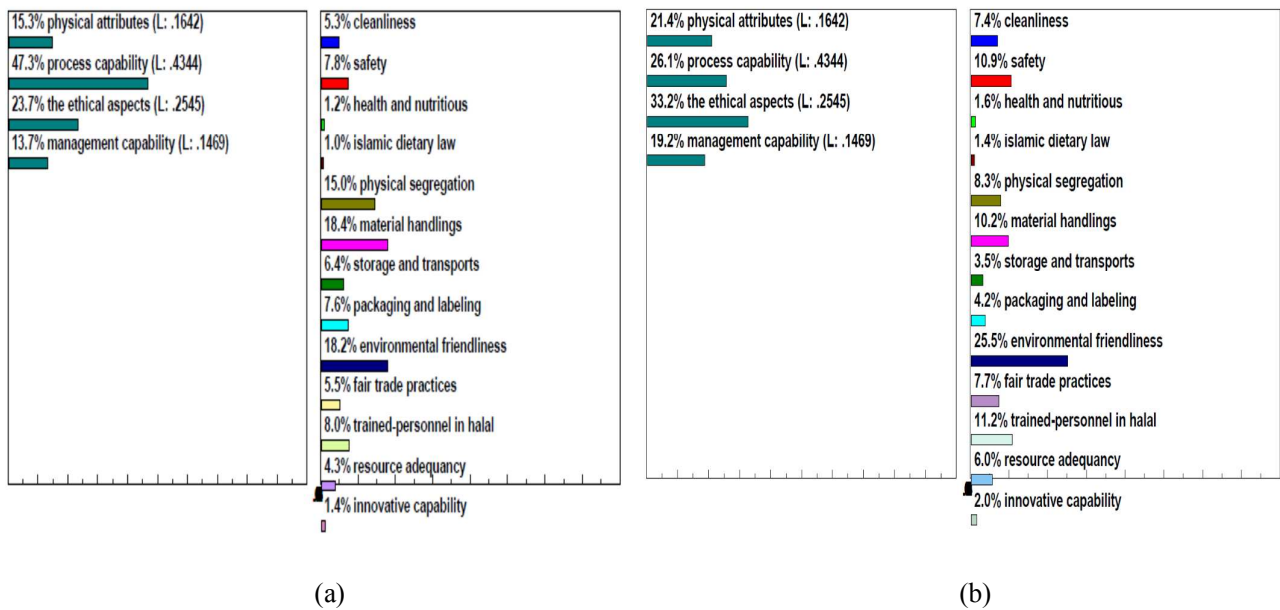 15.3% physical attributes (L: .1642)
47.3% process capability (L: .4344)
23.7% the ethical aspects (L: .2545)
13.7% management capability (L: .1469)
5.3% cleanliness
7.8% safety
1.2% health and nutritious
1.0% islamic dietary law
15.0% physical segregation
18.4% material handlings
6.4% storage and transports
7.6% packaging and labeling
18.2% environmental friendliness
5.5% fair trade practices
8.0% trained-personnel in halal
4.3% resource adequancy
1.4% innovative capability
(a)
21.4% physical attributes (L: .1642)
26.1% process capability (L: .4344)
33.2% the ethical aspects (L: .2545)
19.2% management capability (L: .1469)
7.4% cleanliness
10.9% safety
1.6% health and nutritious
1.4% islamic dietary law
8.3% physical segregation
10.2% material handlings
3.5% storage and transports
4.2% packaging and labeling
25.5% environmental friendliness
7.7% fair trade practices
11.2% trained-personnel in halal
6.0% resource adequancy
2.0% innovative capability
(b)